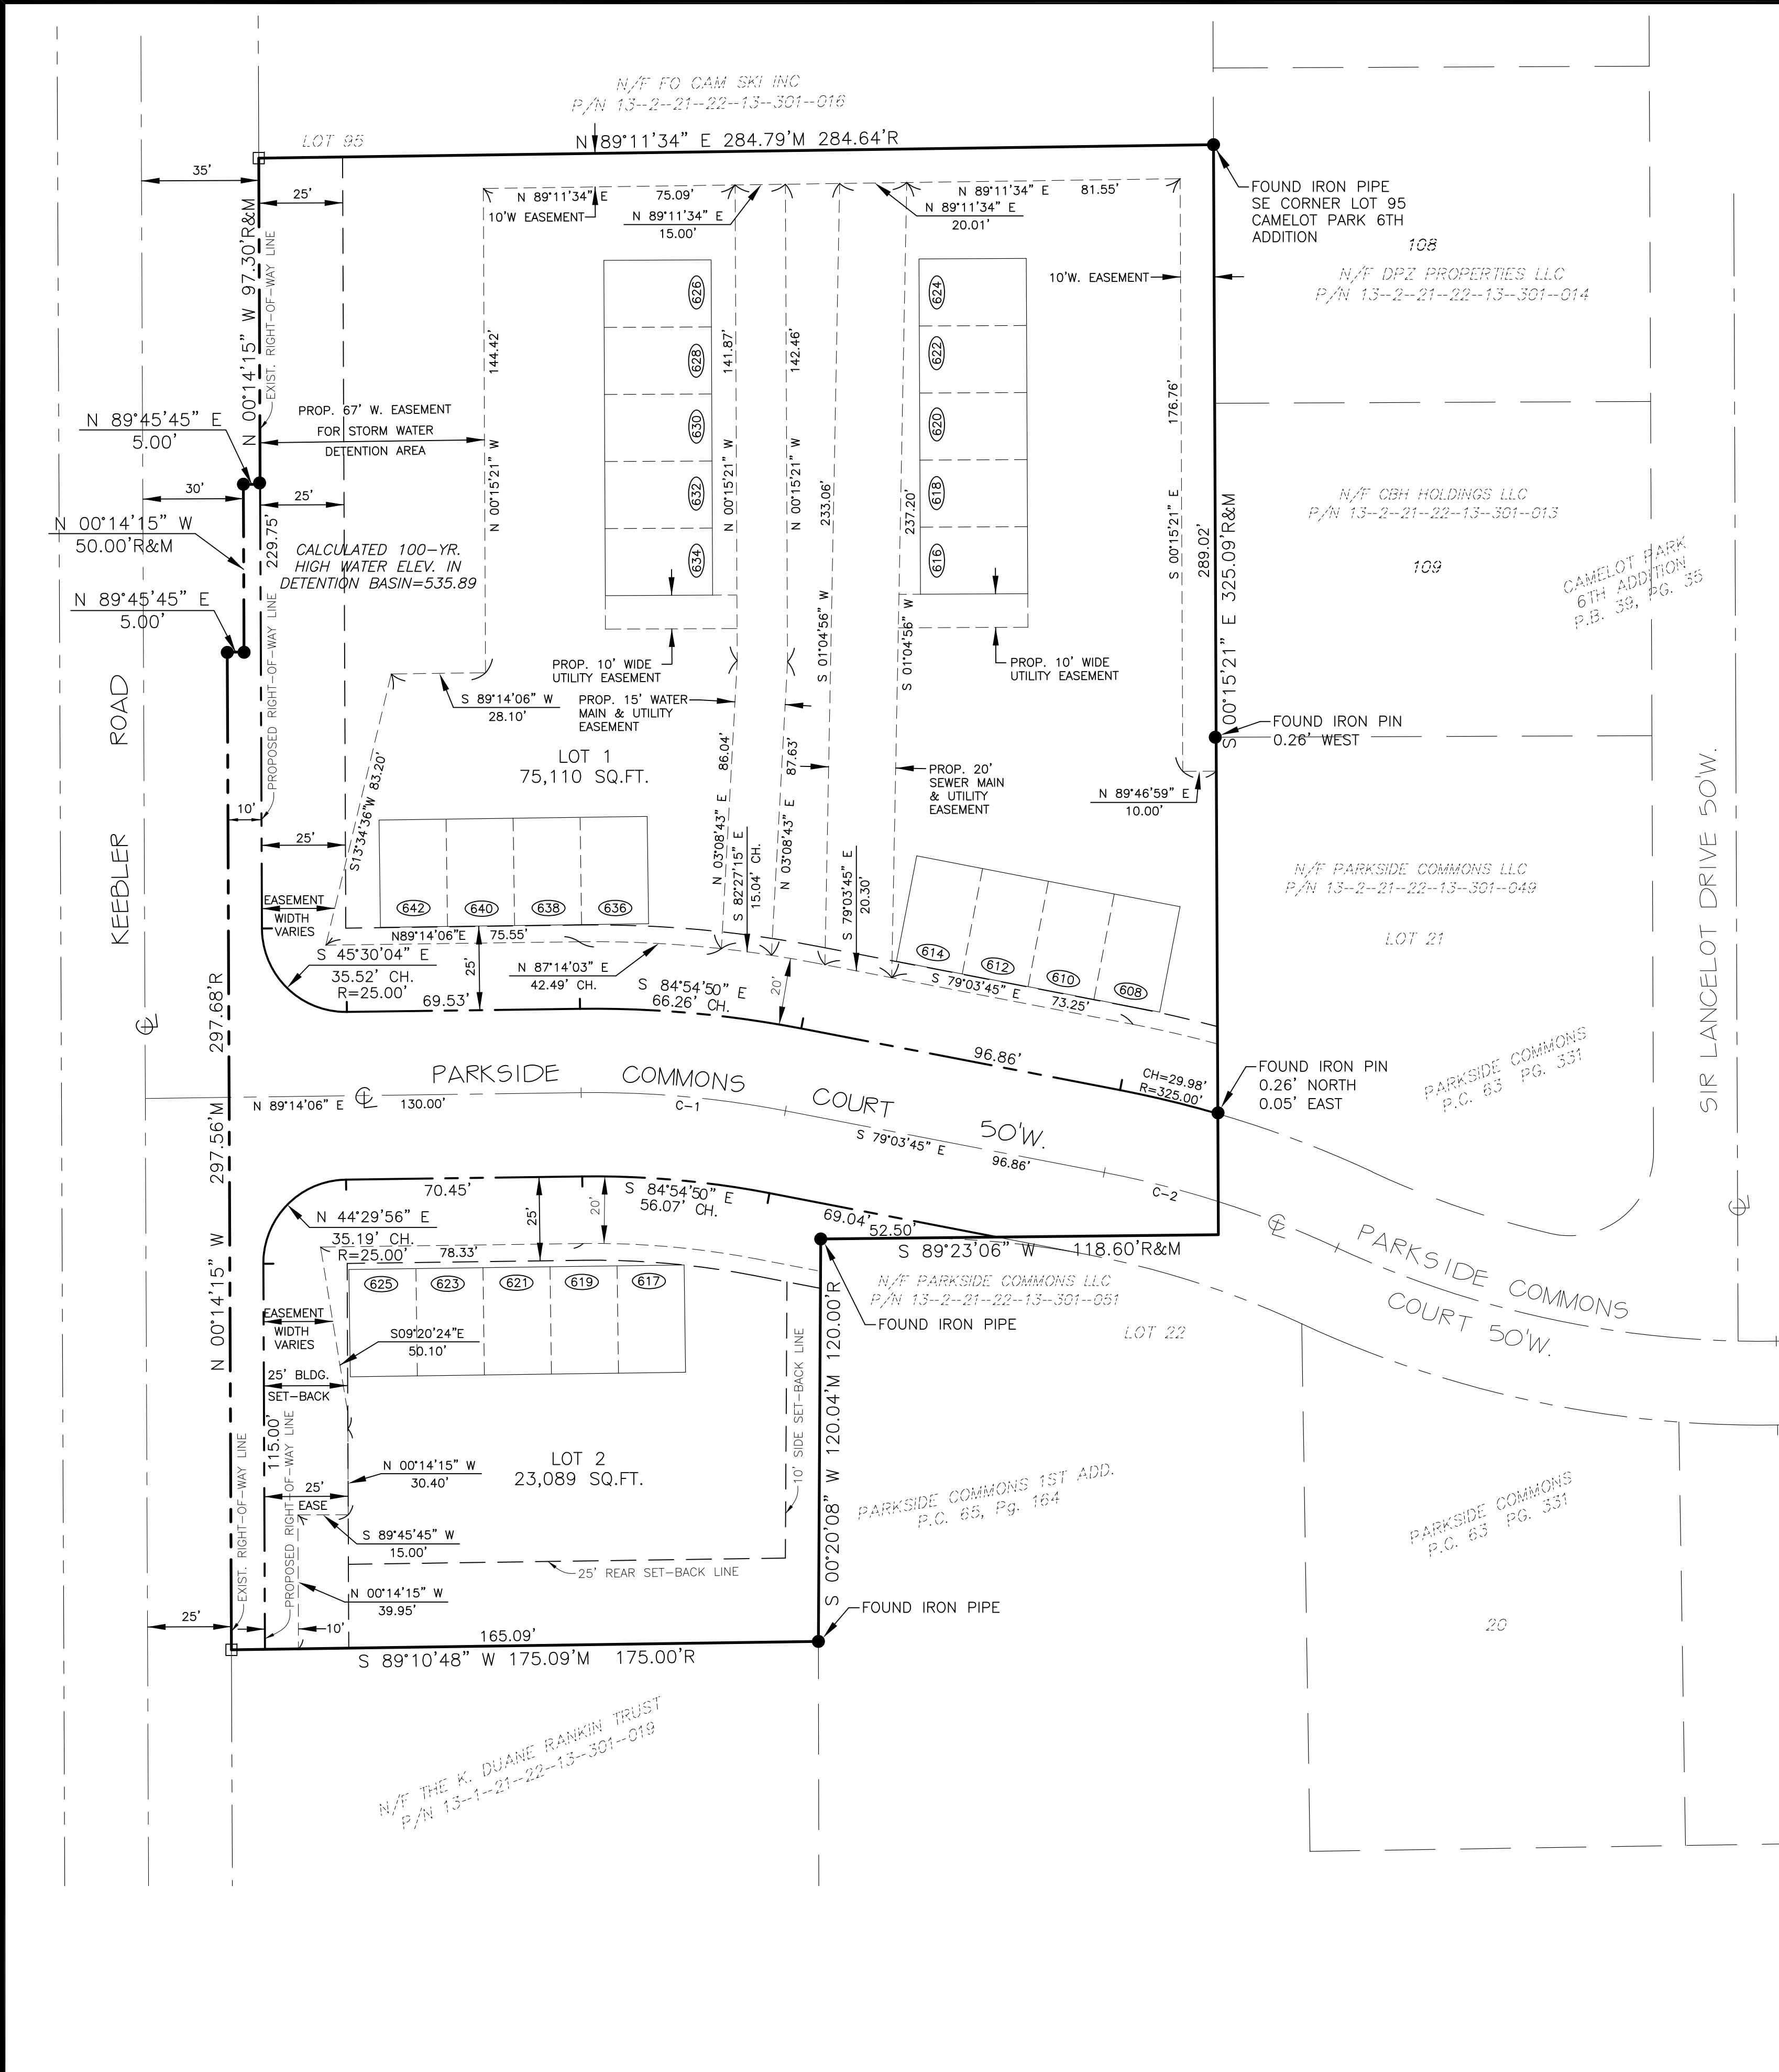 N/F FO CAM SKI INC
P/N 13-2-21-22-13-301-016
LOT 95
N 89°11'34" E 284.79'M 284.64'R
35'
25'
N 89°11'34" E
75.09'
10'W EASEMENT
N 89°11'34" E
15.00'
N 89°11'34" E
81.55'
N 89°11'34" E
20.01'
FOUND IRON PIPE
SE CORNER LOT 95
CAMELOT PARK 6TH
ADDITION
108
N/F DPZ PROPERTIES LLC
P/N 13-2-21-22-13-301-014
10'W. EASEMENT
N 00°14'15" W 97.30'R&M
EXIST. RIGHT-OF-WAY LINE
626
628
630
632
634
624
622
620
618
616
144.42'
N 00°15'21" W
141.87'
N 00°15'21" W
142.46'
N 00°15'21" W
233.06'
S 01°04'56" W
237.20'
S 01°04'56" W
176.76'
S 00°15'21" E
289.02'
S 00°15'21" E 325.09'R&M
N 89°45'45" E
5.00'
PROP. 67' W. EASEMENT
FOR STORM WATER
DETENTION AREA
30'
25'
N 00°14'15" W
50.00'R&M
229.75'
CALCULATED 100-YR.
HIGH WATER ELEV. IN
DETENTION BASIN=535.89
N/F CBH HOLDINGS LLC
P/N 13-2-21-22-13-301-013
109
CAMELOT PARK
6TH ADDITION
P.B. 39, PG. 35
N 89°45'45" E
5.00'
PROPOSED RIGHT-OF-WAY LINE
PROP. 10' WIDE
UTILITY EASEMENT
PROP. 10' WIDE
UTILITY EASEMENT
S 89°14'06" W
28.10'
PROP. 15' WATER
MAIN & UTILITY
EASEMENT
FOUND IRON PIN
0.26' WEST
KEEBLER ROAD
LOT 1
75,110 SQ.FT.
86.04'
N 03°08'43" E
87.63'
N 03°08'43" E
PROP. 20'
SEWER MAIN
& UTILITY
EASEMENT
N 89°46'59" E
10.00'
S13°34'36"W 83.20'
10'
25'
S 82°27'15" E
15.04' CH.
S 79°03'45" E
20.30'
SIR LANCELOT DRIVE 50'W.
N/F PARKSIDE COMMONS LLC
P/N 13-2-21-22-13-301-049
LOT 21
EASEMENT
WIDTH
VARIES
642
640
638
636
N89°14'06"E 75.55'
S 45°30'04" E
35.52' CH.
R=25.00'
25'
N 87°14'03" E
42.49' CH.
69.53'
S 84°54'50" E
66.26' CH.
20'
614
612
610
608
S 79°03'45" E
73.25'
96.86'
CH=29.98'
R=325.00'
FOUND IRON PIN
0.26' NORTH
0.05' EAST
PARKSIDE COMMONS
P.C. 63 PG. 331
297.68'R
297.56'M
N 00°14'15" W
N 89°14'06" E
130.00'
PARKSIDE COMMONS COURT 50'W.
C-1
S 79°03'45" E
96.86'
C-2
PARKSIDE COMMONS
COURT 50'W.
70.45'
S 84°54'50" E
56.07' CH.
69.04'
52.50'
S 89°23'06" W 118.60'R&M
N 44°29'56" E
35.19' CH.
R=25.00'
78.33'
25'
20'
625
623
621
619
617
N/F PARKSIDE COMMONS LLC
P/N 13-2-21-22-13-301-051
FOUND IRON PIPE
LOT 22
EASEMENT
WIDTH
VARIES
S09°20'24"E
50.10'
25' BLDG.
SET-BACK
115.00'
LOT 2
23,089 SQ.FT.
N 00°14'15" W
30.40'
25'
EASE
S 89°45'45" W
15.00'
EXIST. RIGHT-OF-WAY LINE
PROPOSED RIGHT-OF-WAY LINE
10' SIDE SET-BACK LINE
S 00°20'08" W 120.04'M 120.00'R
25' REAR SET-BACK LINE
N 00°14'15" W
39.95'
25'
10'
PARKSIDE COMMONS 1ST ADD.
P.C. 65, Pg. 164
PARKSIDE COMMONS
P.C. 63 PG. 331
20
FOUND IRON PIPE
165.09'
S 89°10'48" W 175.09'M 175.00'R
N/F THE K. DUANE RANKIN TRUST
P/N 13-1-21-22-13-301-019